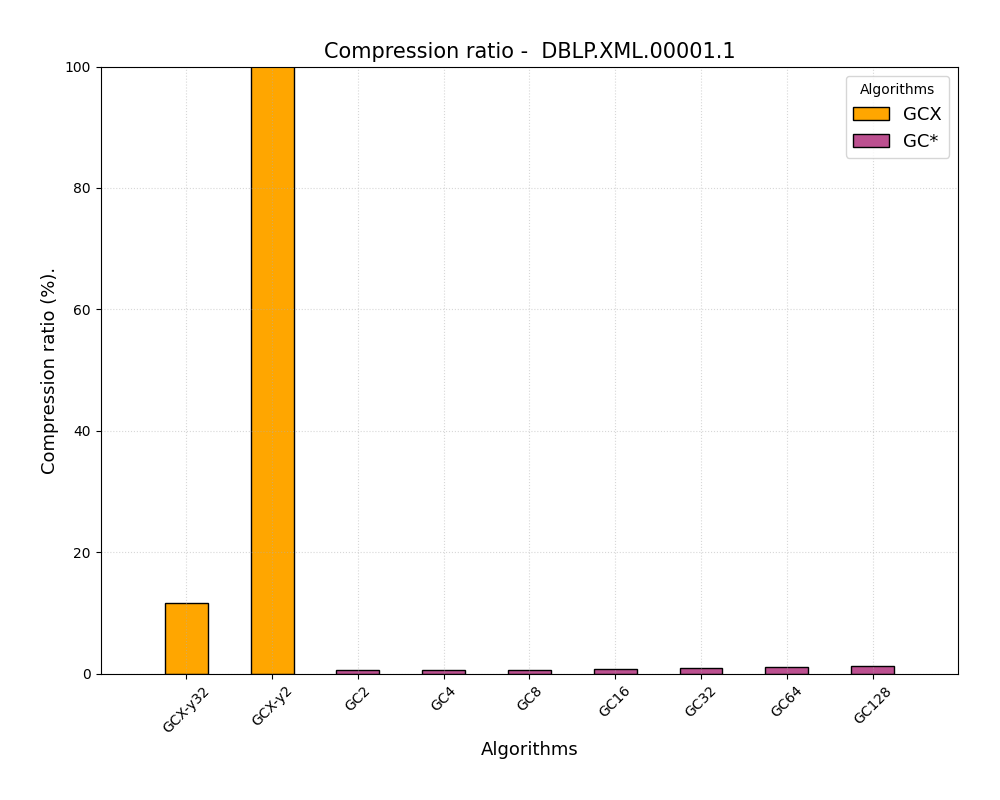 Compression ratio -  DBLP.XML.00001.1
Algorithms
GCX
GC*
Compression ratio (%).
100
80
60
40
20
0
GCX-y32
GCX-y2
GC2
GC4
GC8
GC16
GC32
GC64
GC128
Algorithms